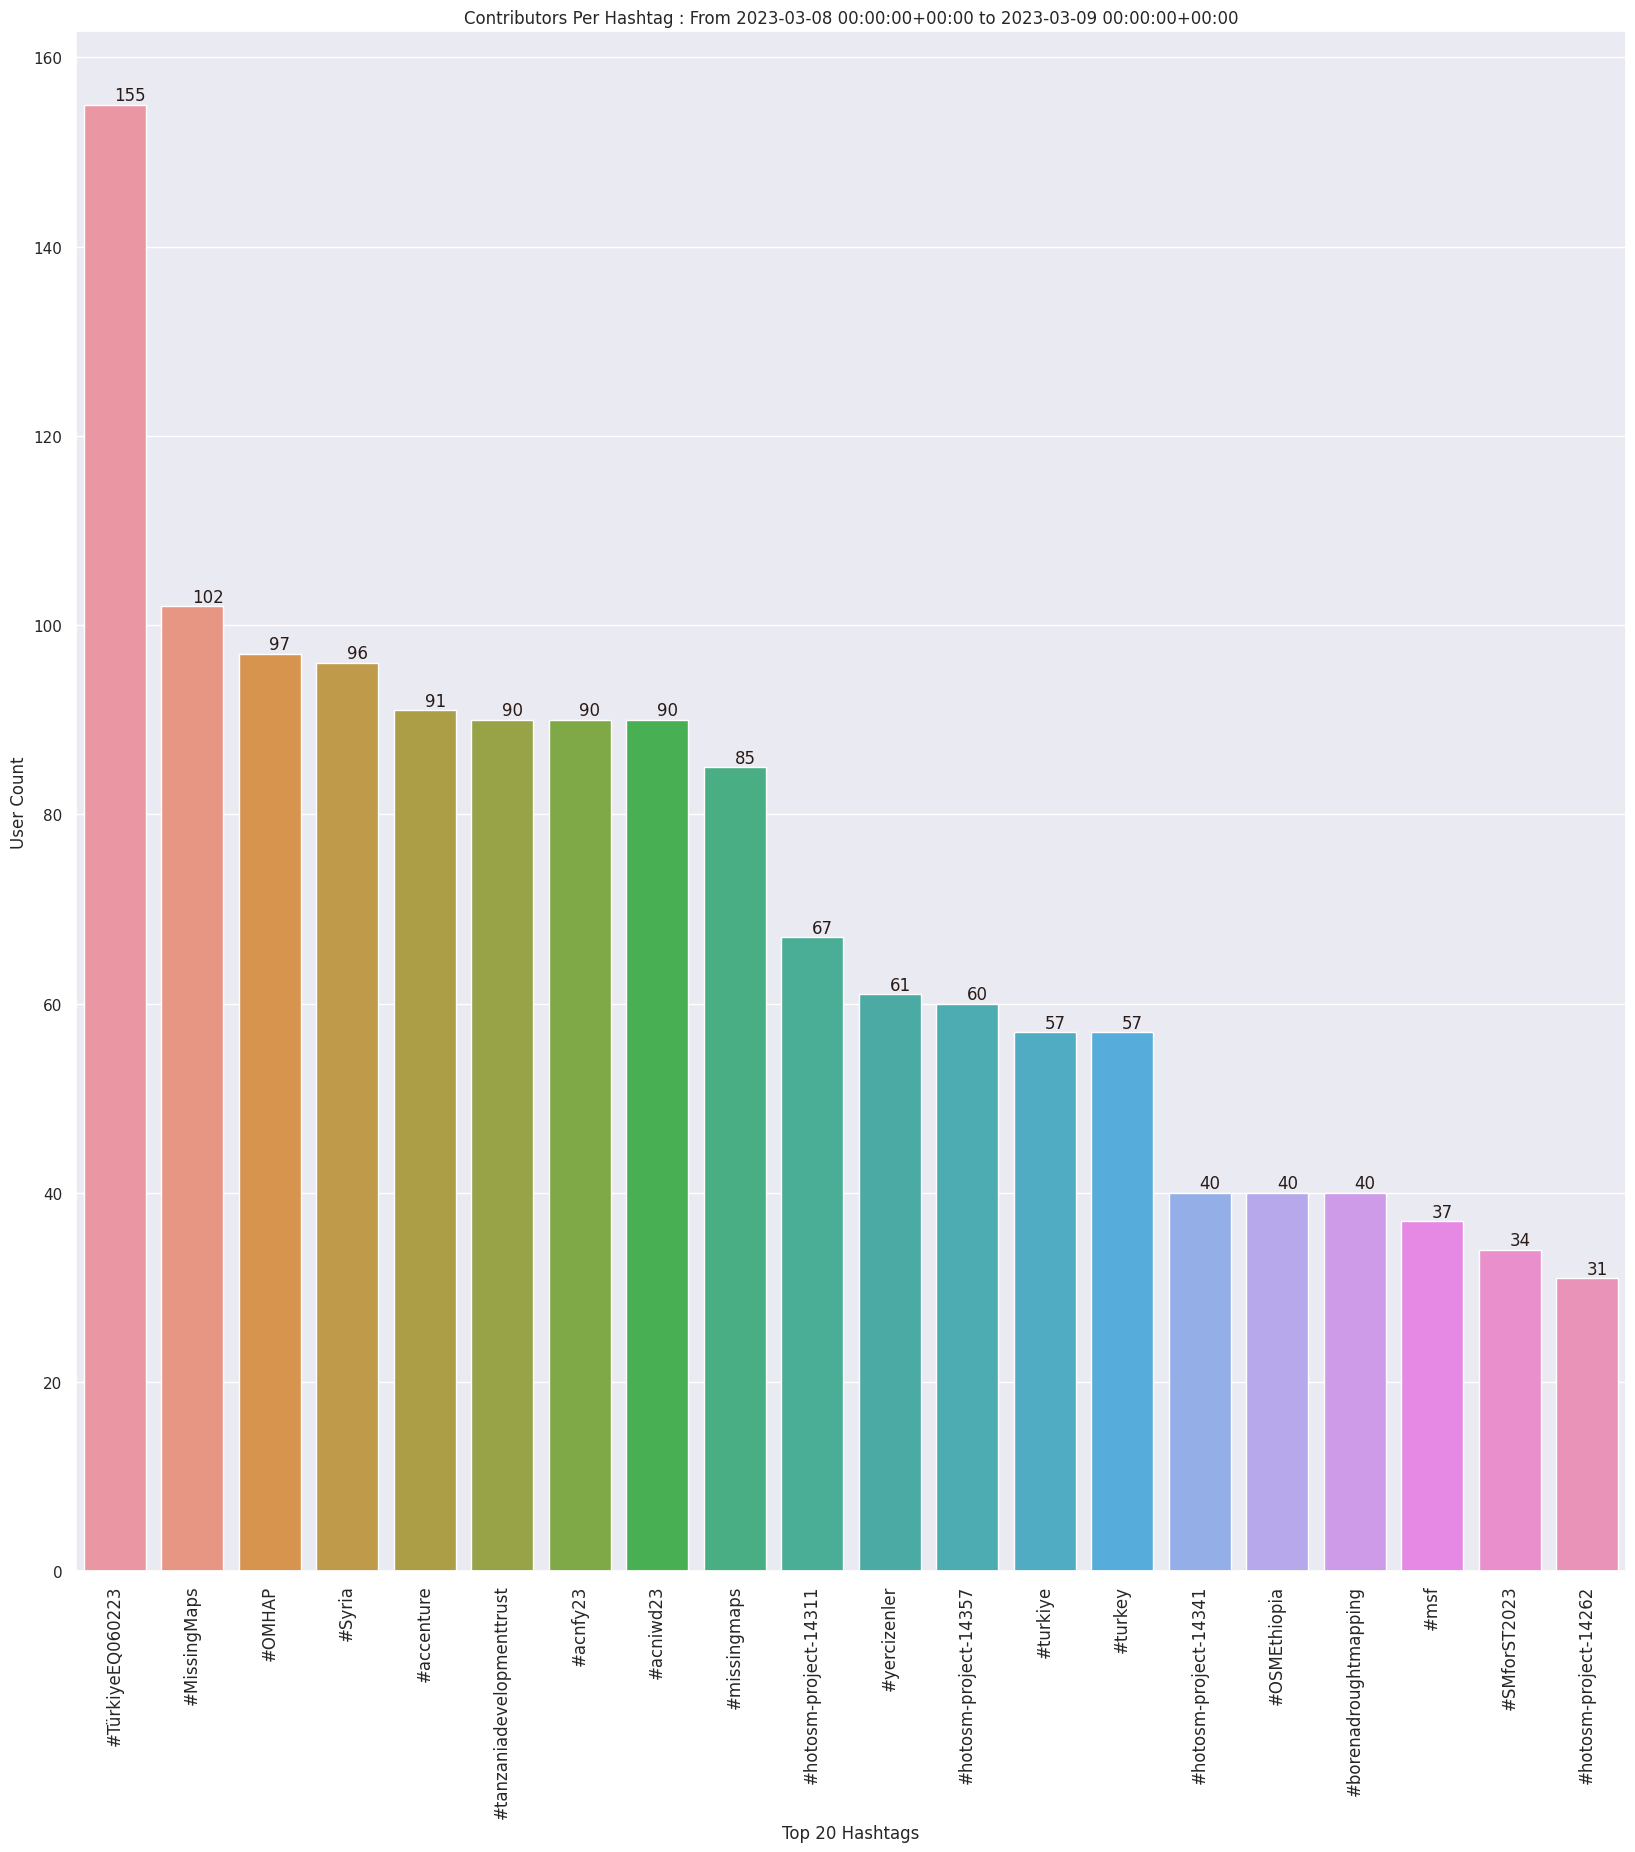 Contributors Per Hashtag : From 2023-03-08 00:00:00+00:00 to 2023-03-09 00:00:00+00:00
User Count
160
140
120
100
80
60
40
20
0
155
102
97
96
91
90
90
90
85
67
61
60
57
57
40
40
40
37
34
31
#TürkiyeEQ060223
#MissingMaps
#OMHAP
#Syria
#accenture
#tanzaniadevelopmenttrust
#acnfy23
#acniwd23
#missingmaps
#hotosm-project-14311
#yercizenler
#hotosm-project-14357
#turkiye
#turkey
#hotosm-project-14341
#OSMEthiopia
#borenadroughtmapping
#msf
#SMforST2023
#hotosm-project-14262
Top 20 Hashtags